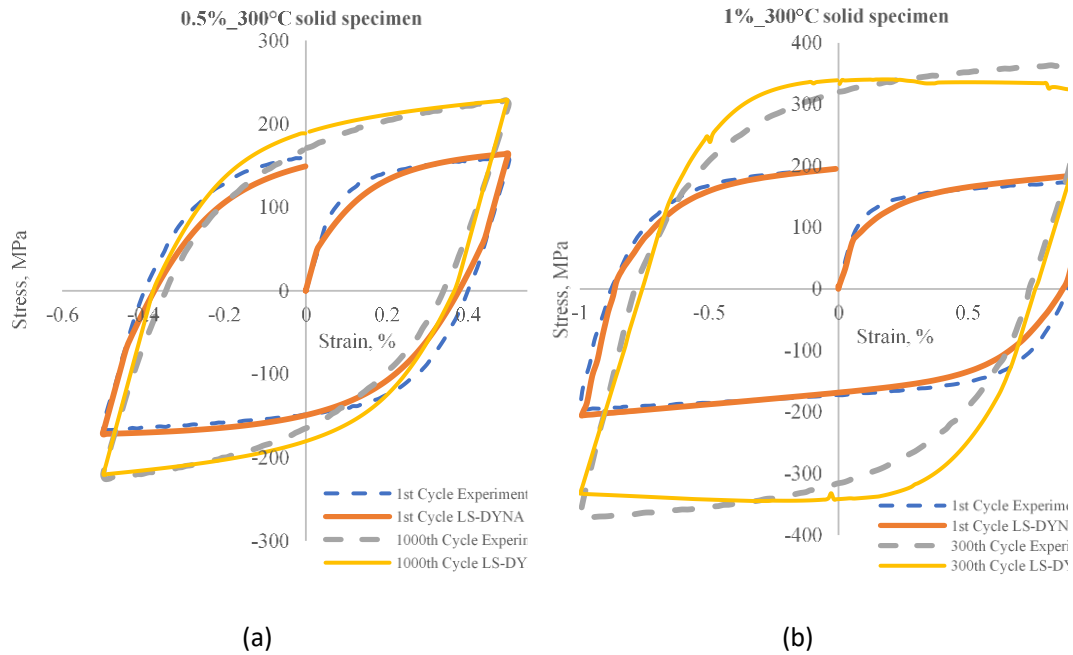 0.5%_300°C solid specimen
300
200
100
0
-100
-200
-300
-0.6
-0.4
-0.2
0
0.2
0.4
Stress, MPa
Strain, %
1st Cycle Experiment
1st Cycle LS-DYNA
1000th Cycle Experin
1000th Cycle LS-DY
(a)
1%_300°C solid specimen
400
300
200
100
0
-100
-200
-300
-400
-1
-0.5
0
0.5
Stress, MPa
Strain, %
1st Cycle Experime
1st Cycle LS-DYN
300th Cycle Experi
300th Cycle LS-DY
(b)